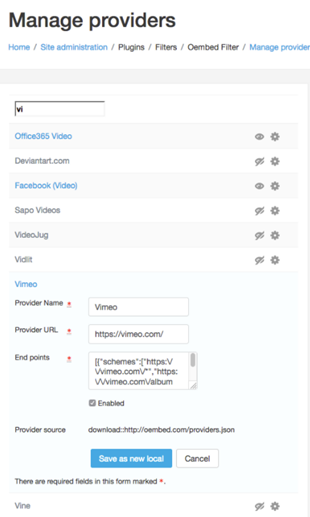 Manage providers
Home / Site administration / Plugins / Filters / Oembed Filter / Manage provider
vi
Office365 Video
Deviantart.com
Facebook (Video)
Sapo Videos
VideoJug
Vidlit
Vimeo
Provider Name * Vimeo
Provider URL * https://vimeo.com/
End points * [{"schemes":["https:\/
\/vimeo.com\/*","https:
\/\/vimeo.com\/album
Enabled
Provider source download::http://oembed.com/providers.json
Save as new local Cancel
There are required fields in this form marked *.
Vine